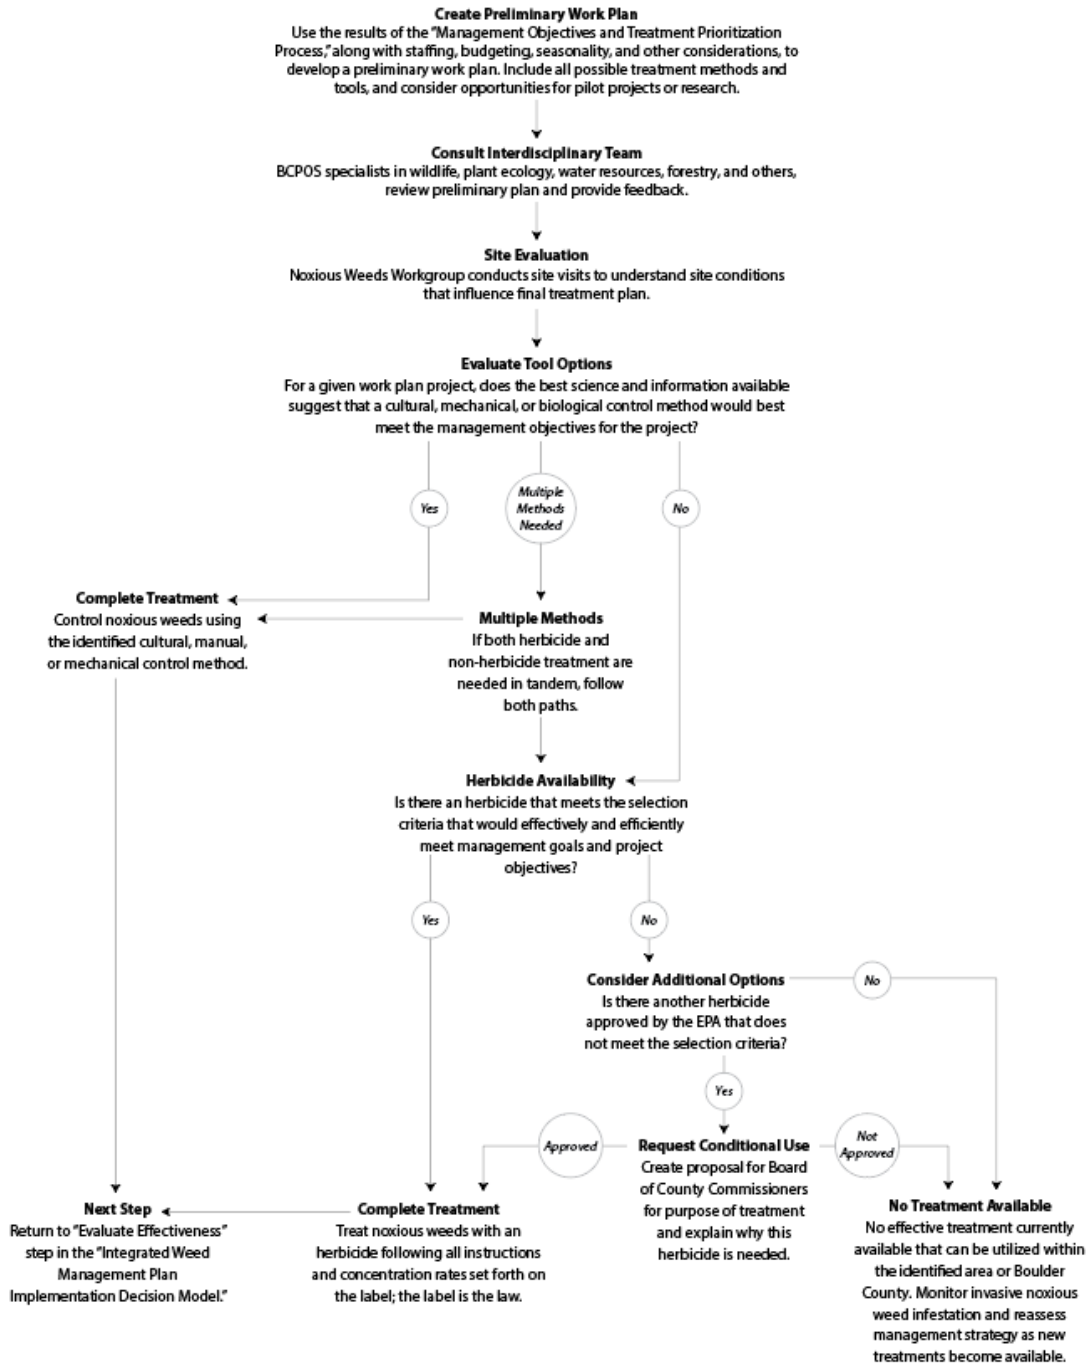 Create Preliminary Work Plan
Use the results of the "Management Objectives and Treatment Prioritization
Process," along with staffing, budgeting, seasonality, and other considerations, to
develop a preliminary work plan. Include all possible treatment methods and
tools, and consider opportunities for pilot projects or research.
Consult Interdisciplinary Team
BCPOS specialists in wildlife, plant ecology, water resources, forestry, and others,
review preliminary plan and provide feedback.
Site Evaluation
Noxious Weeds Workgroup conducts site visits to understand site conditions
that influence final treatment plan.
Evaluate Tool Options
For a given work plan project, does the best science and information available
suggest that a cultural, mechanical, or biological control method would best
meet the management objectives for the project?
Yes
Multiple
Methods
Needed
No
Complete Treatment
Control noxious weeds using
the identified cultural, manual,
or mechanical control method.
Multiple Methods
If both herbicide and
non-herbicide treatment are
needed in tandem, follow
both paths.
Herbicide Availability
Is there an herbicide that meets the selection
criteria that would effectively and efficiently
meet management goals and project
objectives?
Yes
No
Consider Additional Options
Is there another herbicide
approved by the EPA that does
not meet the selection criteria?
No
Yes
Approved
Request Conditional Use
Create proposal for Board
of County Commissioners
for purpose of treatment
and explain why this
herbicide is needed.
Not
Approved
Next Step
Return to "Evaluate Effectiveness"
step in the "Integrated Weed
Management Plan
Implementation Decision Model."
Complete Treatment
Treat noxious weeds with an
herbicide following all instructions
and concentration rates set forth on
the label; the label is the law.
No Treatment Available
No effective treatment currently
available that can be utilized within
the identified area or Boulder
County. Monitor invasive noxious
weed infestation and reassess
management strategy as new
treatments become available.